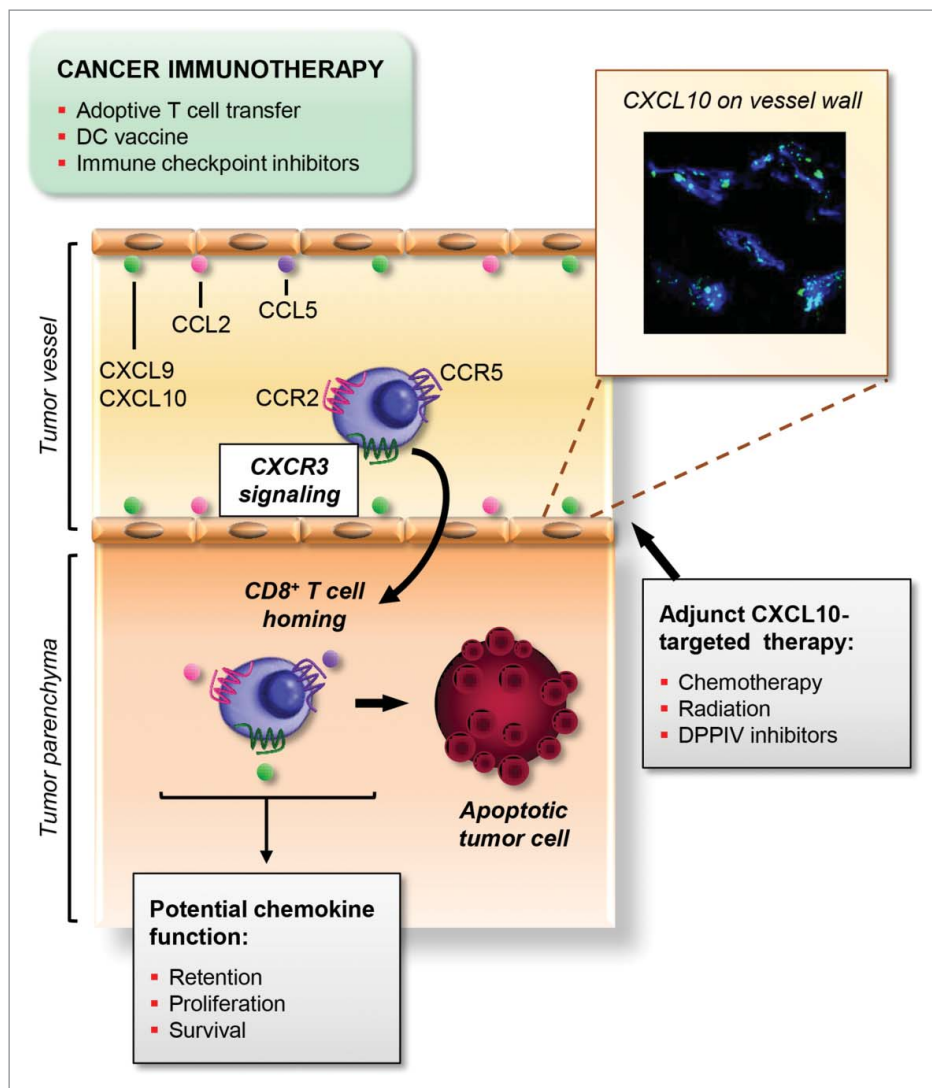 CANCER IMMUNOTHERAPY
▪ Adoptive T cell transfer
▪ DC vaccine
▪ Immune checkpoint inhibitors
CXCL10 on vessel wall
Tumor vessel
CCL2
CCL5
CXCL9
CXCL10
CCR2
CCR5
CXCR3
signaling
Tumor parenchyma
CD8⁺ T cell
homing
Apoptotic
tumor cell
Adjunct CXCL10-
targeted therapy:
▪ Chemotherapy
▪ Radiation
▪ DPPIV inhibitors
Potential chemokine
function:
▪ Retention
▪ Proliferation
▪ Survival